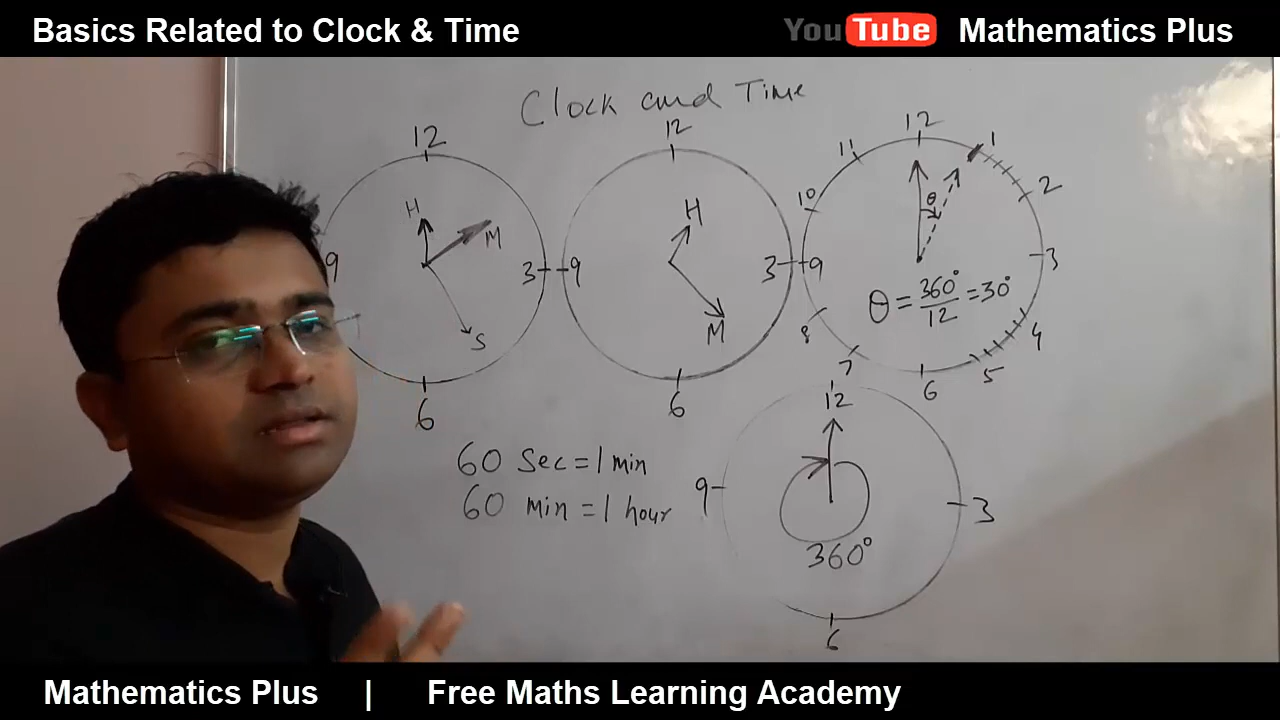 Basics Related to Clock & Time
YouTube Mathematics Plus
Clock and Time
12
H
M
S
9
3
6
12
H
M
9
3
6
12
1
2
3
4
5
6
7
8
9
10
11
θ
θ = 360°/12 = 30°
60 Sec = 1 min
60 min = 1 hour
12
9
3
360°
6
Mathematics Plus | Free Maths Learning Academy